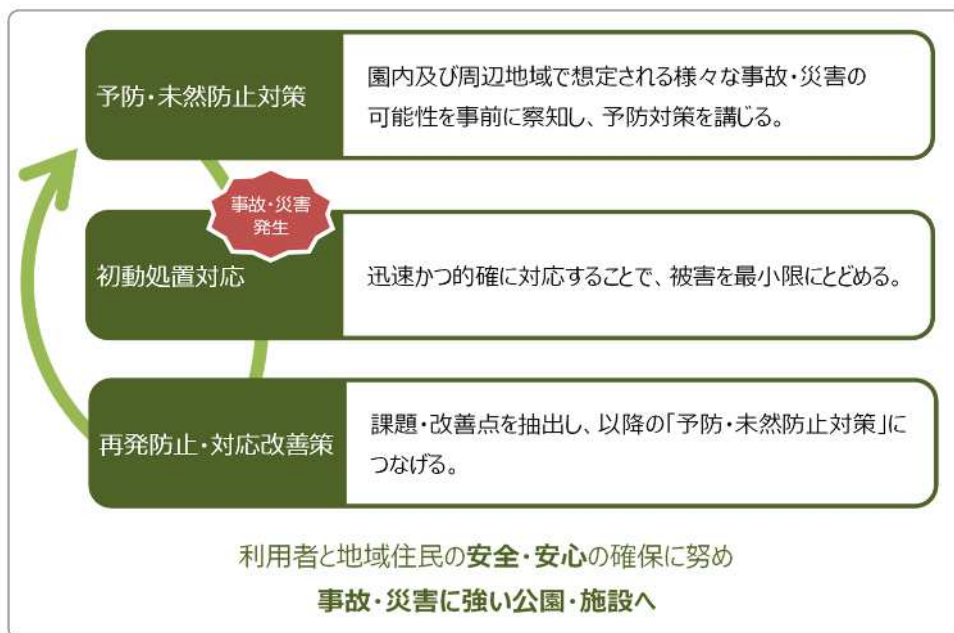 予防・未然防止対策
園内及び周辺地域で想定される様々な事故・災害の
可能性を事前に察知し、予防対策を講じる。
事故・災害
発生
初動処置対応
迅速かつ的確に対応することで、被害を最小限にとどめる。
再発防止・対応改善策
課題・改善点を抽出し、以降の「予防・未然防止対策」に
つなげる。
利用者と地域住民の安全・安心の確保に努め
事故・災害に強い公園・施設へ